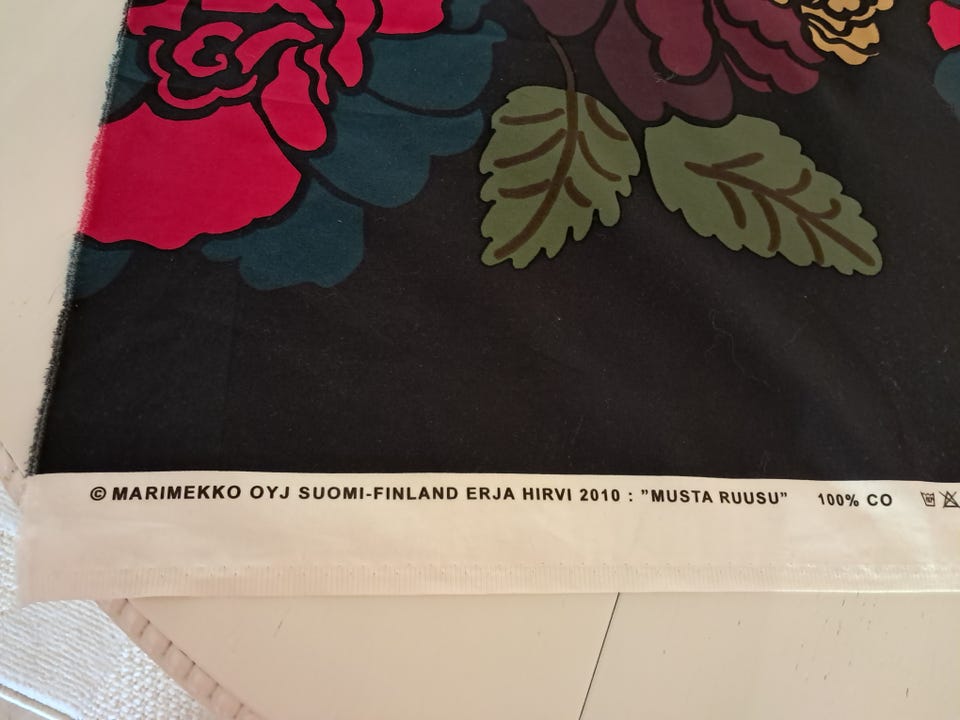 © MARIMEKKO OYJ SUOMI-FINLAND ERJA HIRVI 2010 : ”MUSTA RUUSU” 100% CO